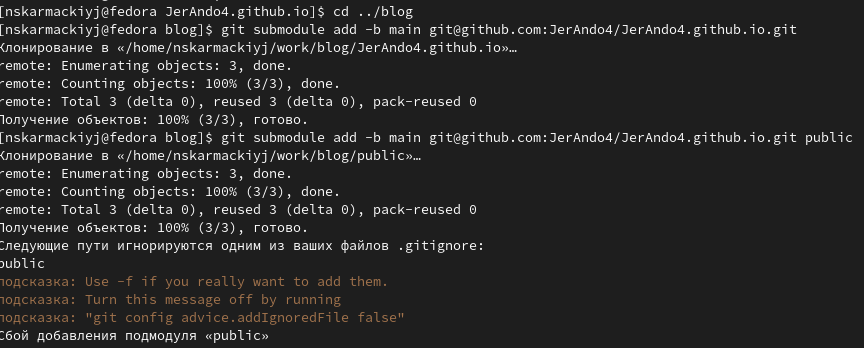 [nskarmackiyj@fedora JerAndo4.github.io]$ cd ../blog
[nskarmackiyj@fedora blog]$ git submodule add -b main git@github.com:JerAndo4/JerAndo4.github.io.git
Клонирование в «/home/nskarmackiyj/work/blog/JerAndo4.github.io»…
remote: Enumerating objects: 3, done.
remote: Counting objects: 100% (3/3), done.
remote: Total 3 (delta 0), reused 3 (delta 0), pack-reused 0
Получение объектов: 100% (3/3), готово.
[nskarmackiyj@fedora blog]$ git submodule add -b main git@github.com:JerAndo4/JerAndo4.github.io.git public
Клонирование в «/home/nskarmackiyj/work/blog/public»…
remote: Enumerating objects: 3, done.
remote: Counting objects: 100% (3/3), done.
remote: Total 3 (delta 0), reused 3 (delta 0), pack-reused 0
Получение объектов: 100% (3/3), готово.
Следующие пути игнорируются одним из ваших файлов .gitignore:
public
подсказка: Use -f if you really want to add them.
подсказка: Turn this message off by running
подсказка: "git config advice.addIgnoredFile false"
Сбой добавления подмодуля «public»